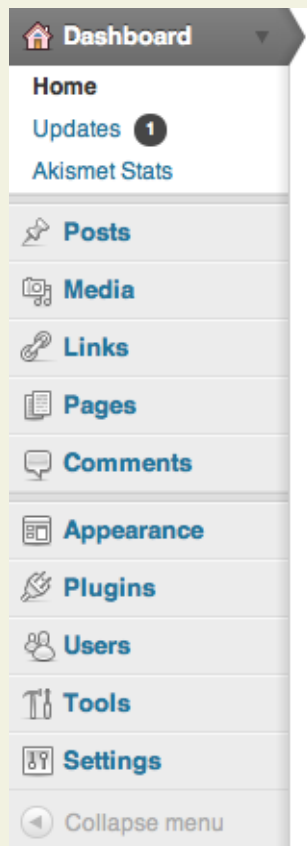 Dashboard
Home
Updates 1
Akismet Stats
Posts
Media
Links
Pages
Comments
Appearance
Plugins
Users
Tools
Settings
Collapse menu